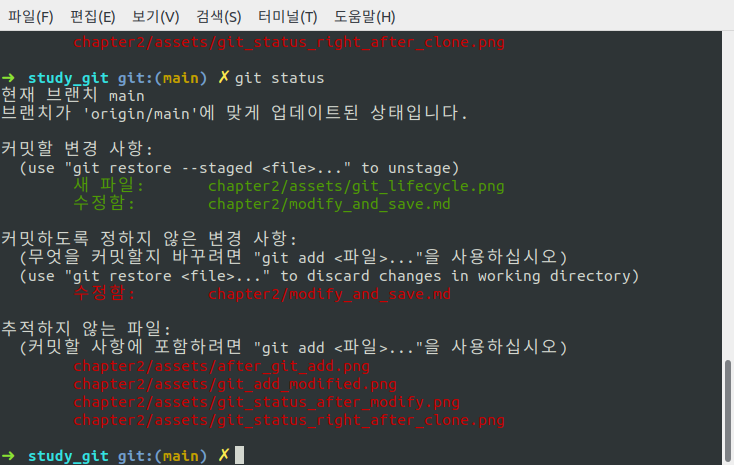 파일(F) 편집(E) 보기(V) 검색(S) 터미널(T) 도움말(H)
chapter2/assets/git_status_right_after_clone.png
➜ study_git git:(main) ✗ git status
현재 브랜치 main
브랜치가 'origin/main'에 맞게 업데이트된 상태입니다.
커밋할 변경 사항:
(use "git restore --staged <file>..." to unstage)
새 파일: chapter2/assets/git_lifecycle.png
수정함: chapter2/modify_and_save.md
커밋하도록 정하지 않은 변경 사항:
(무엇을 커밋할지 바꾸려면 "git add <파일>..."을 사용하십시오)
(use "git restore <file>..." to discard changes in working directory)
수정함: chapter2/modify_and_save.md
추적하지 않는 파일:
(커밋할 사항에 포함하려면 "git add <파일>..."을 사용하십시오)
chapter2/assets/after_git_add.png
chapter2/assets/git_add_modified.png
chapter2/assets/git_status_after_modify.png
chapter2/assets/git_status_right_after_clone.png
➜ study_git git:(main) ✗